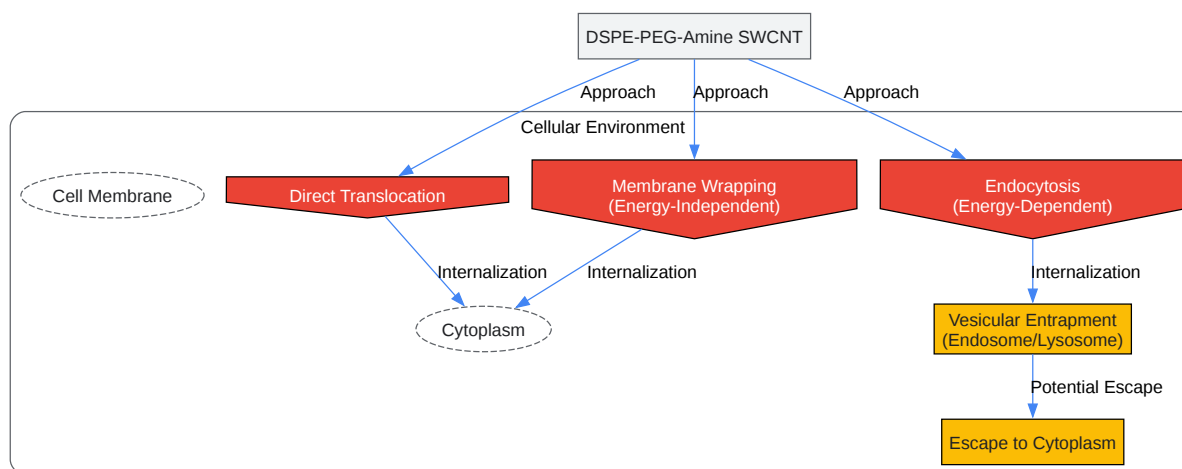 DSPE-PEG-Amine SWCNT
Approach
Approach
Approach
Cellular Environment
Cell Membrane
Direct Translocation
Membrane Wrapping
(Energy-Independent)
Endocytosis
(Energy-Dependent)
Internalization
Internalization
Internalization
Cytoplasm
Vesicular Entrapment
(Endosome/Lysosome)
Potential Escape
Escape to Cytoplasm